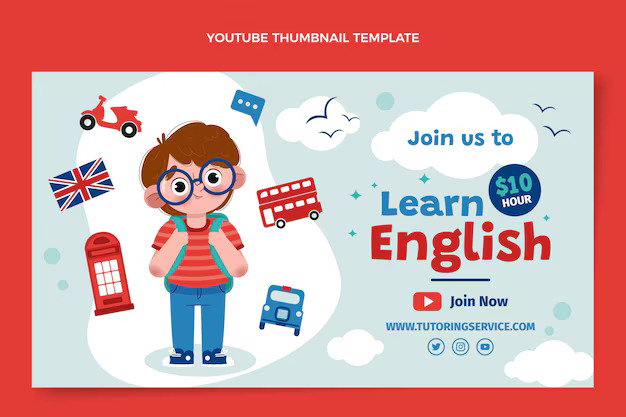 YOUTUBE THUMBNAIL TEMPLATE
Join us to
Learn
$10
HOUR
English
Join Now
WWW.TUTORINGSERVICE.COM